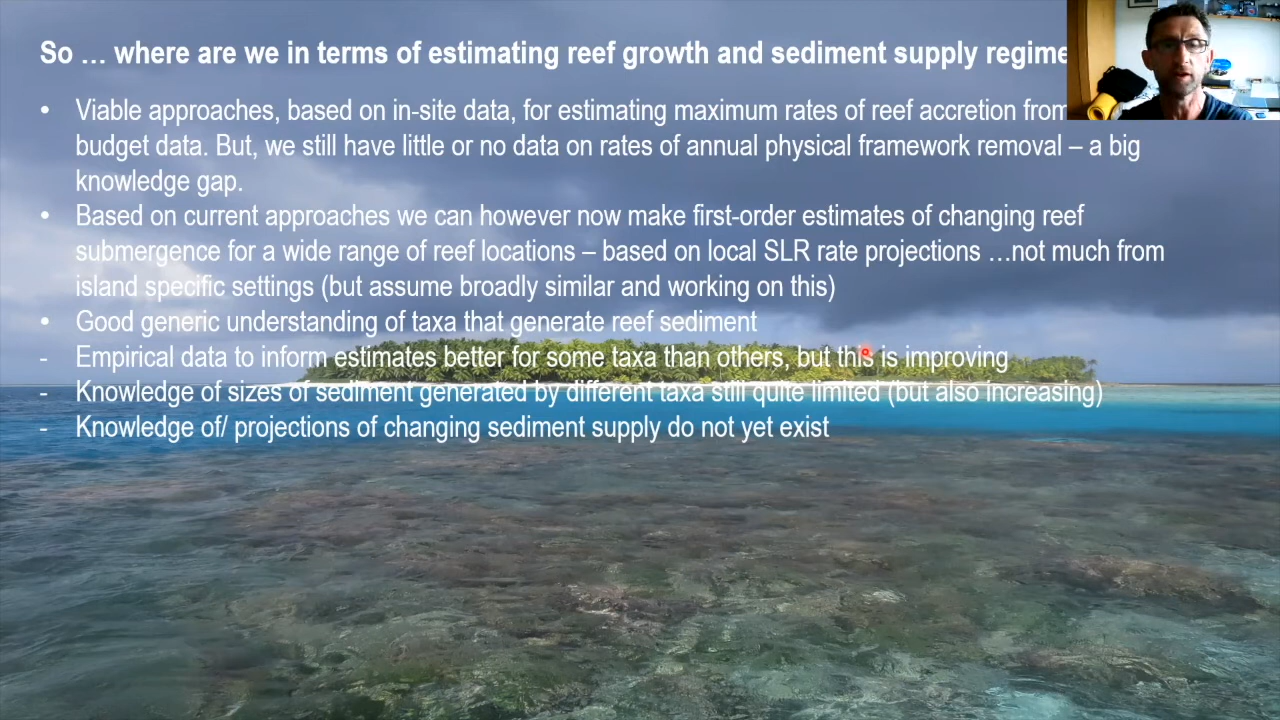 So … where are we in terms of estimating reef growth and sediment supply regime
• Viable approaches, based on in-site data, for estimating maximum rates of reef accretion from
budget data. But, we still have little or no data on rates of annual physical framework removal – a big
knowledge gap.
• Based on current approaches we can however now make first-order estimates of changing reef
submergence for a wide range of reef locations – based on local SLR rate projections …not much from
island specific settings (but assume broadly similar and working on this)
• Good generic understanding of taxa that generate reef sediment
- Empirical data to inform estimates better for some taxa than others, but this is improving
- Knowledge of sizes of sediment generated by different taxa still quite limited (but also increasing)
- Knowledge of/ projections of changing sediment supply do not yet exist